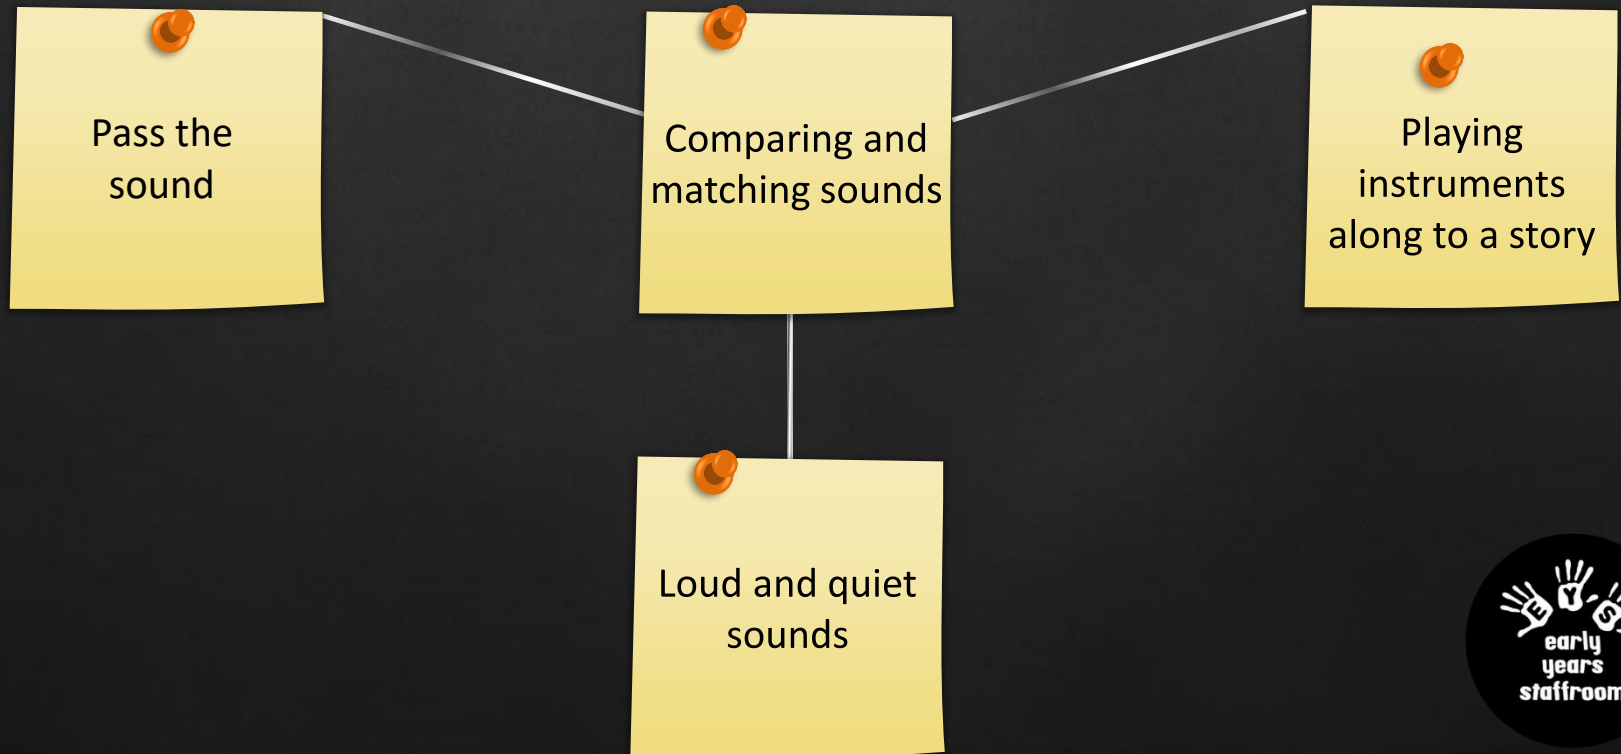 Pass the
sound
Comparing and
matching sounds
Playing
instruments
along to a story
Loud and quiet
sounds
E Y S
early
years
staffroom